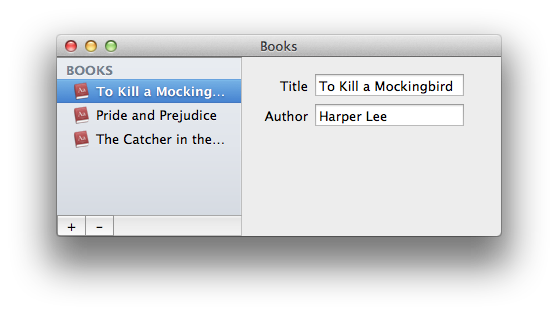 Books
BOOKS
To Kill a Mocking...
Pride and Prejudice
The Catcher in the...
+ -
Title To Kill a Mockingbird
Author Harper Lee